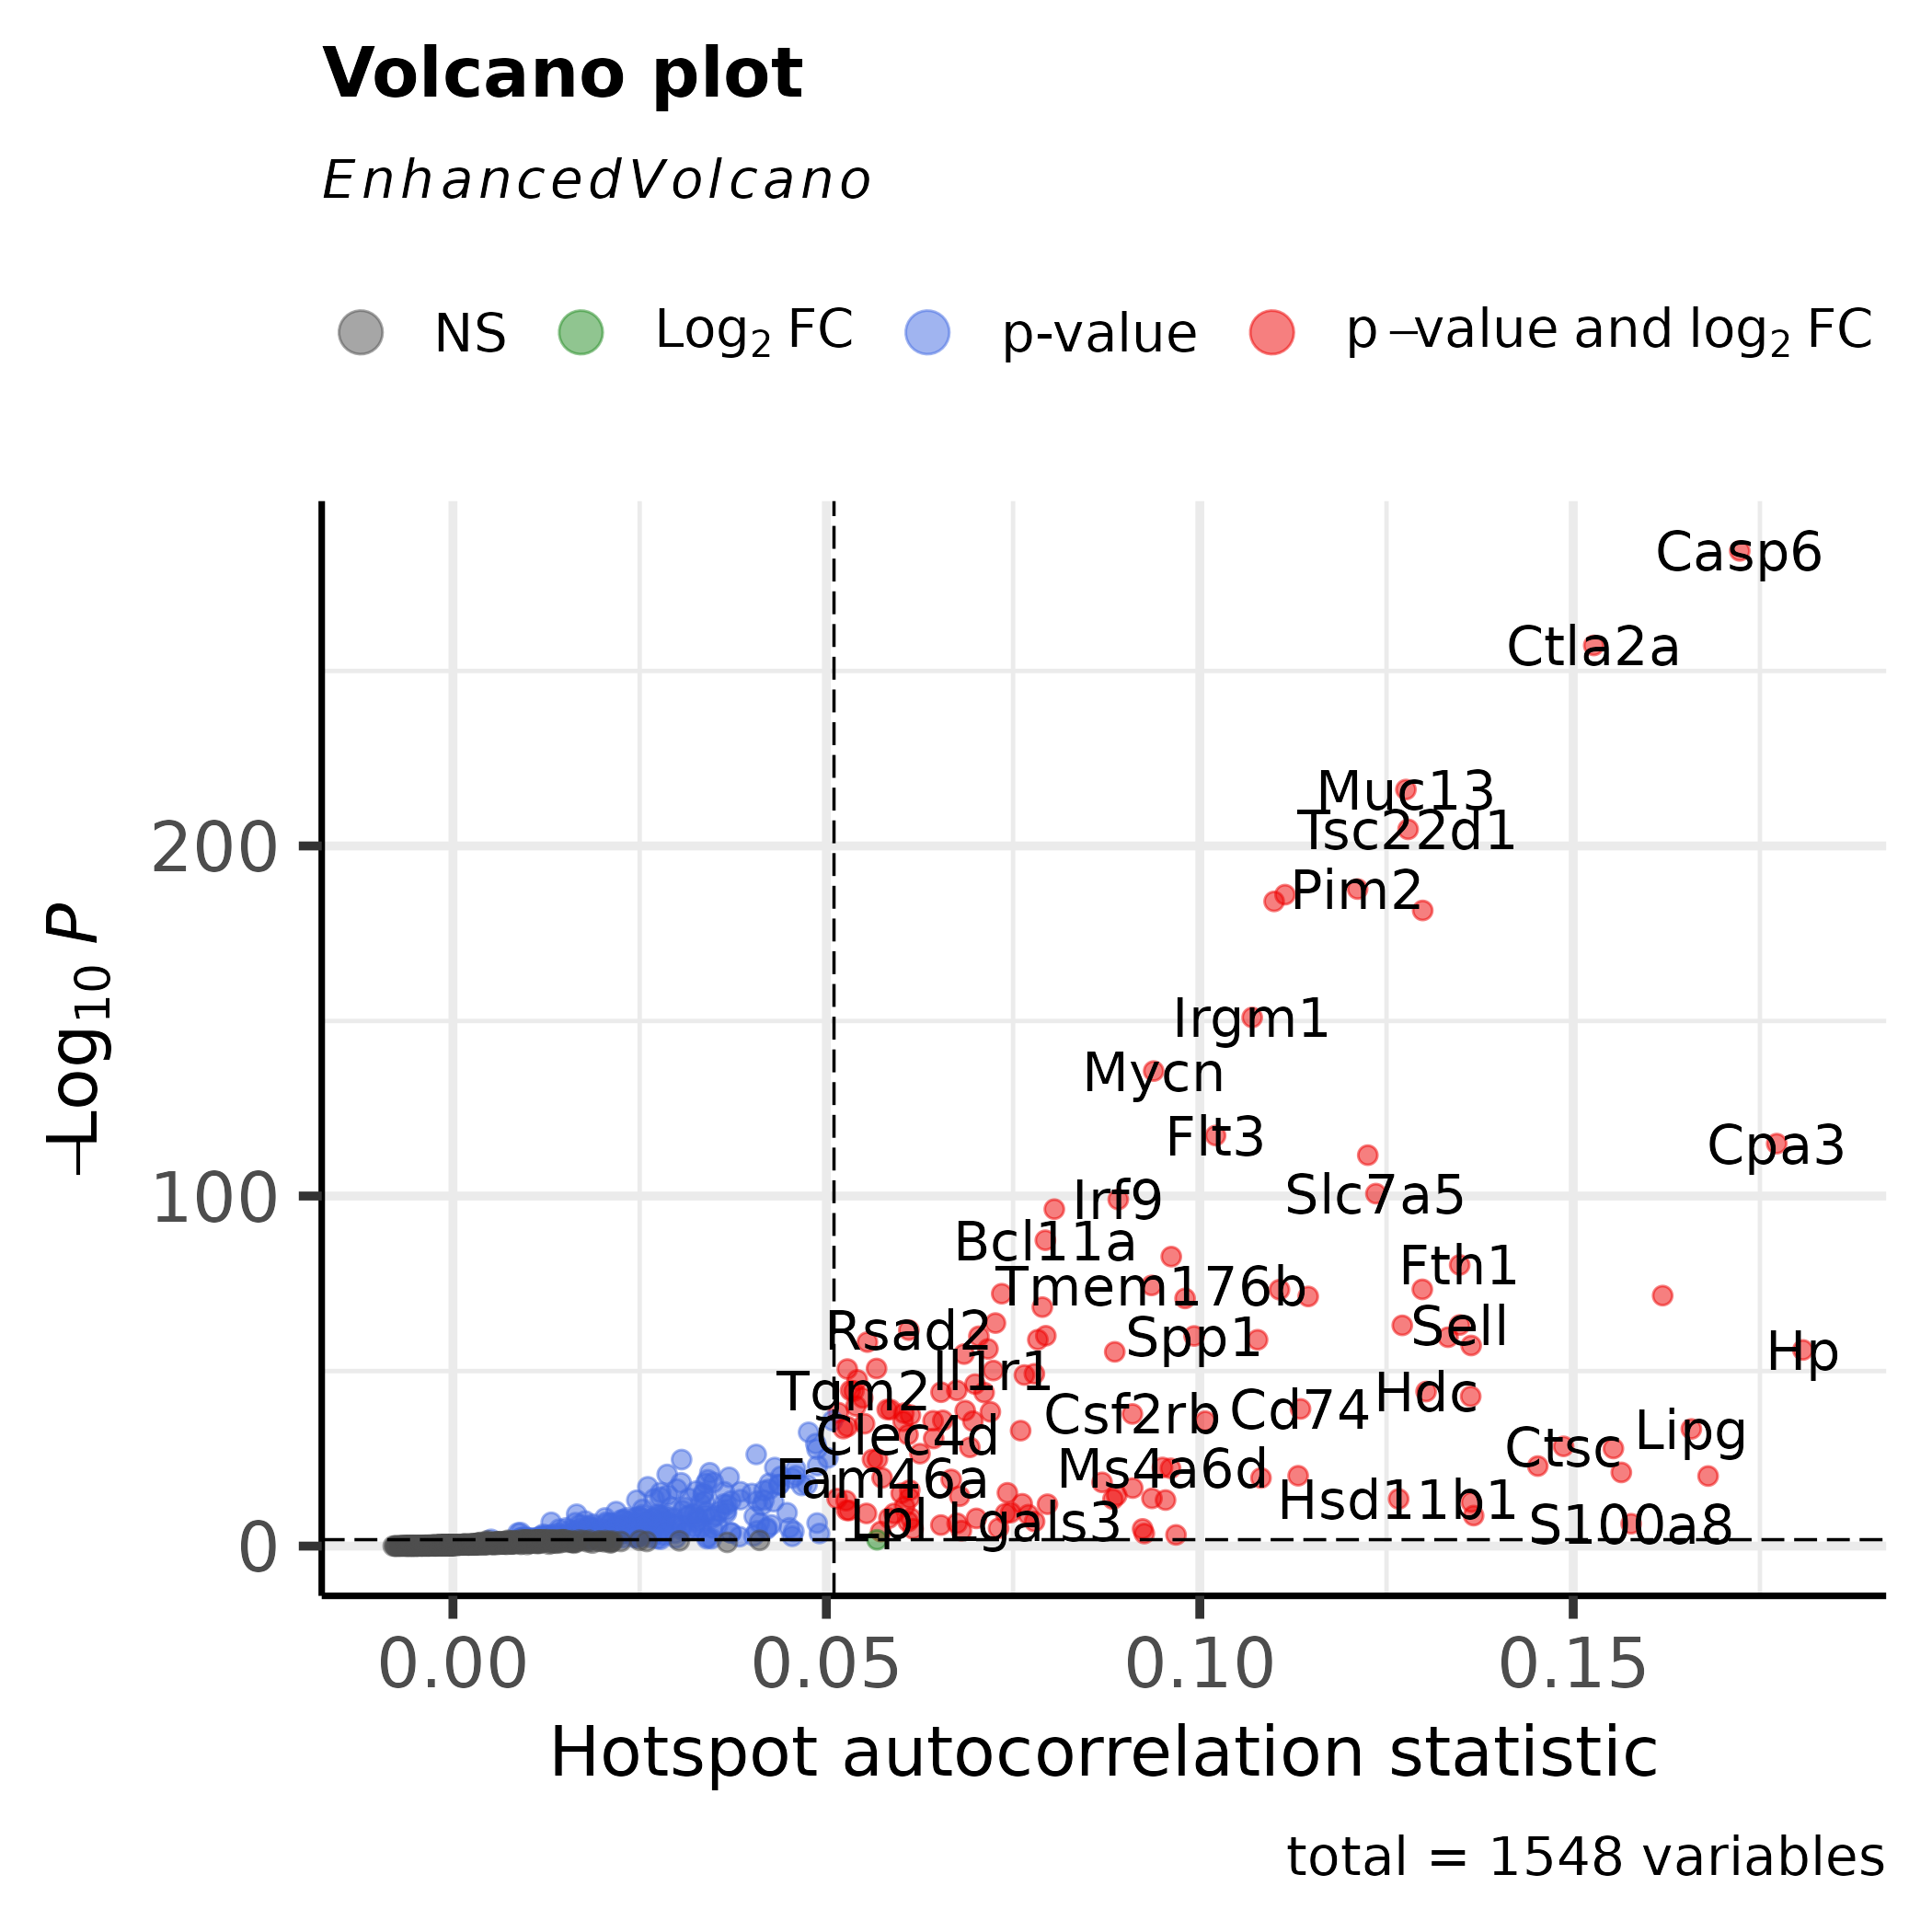 Volcano plot
EnhancedVolcano
NS
Log₂ FC
p-value
p–value and log₂ FC
Casp6
Ctla2a
Muc13
Tsc22d1
Pim2
Irgm1
Mycn
Flt3
Cpa3
Slc7a5
Irf9
Bcl11a
Fth1
Tmem176b
Rsad2
Spp1
Sell
Hp
Il1r1
Tgm2
Hdc
Csf2rb
Cd74
Clec4d
Lipg
Ctsc
Fam46a
Ms4a6d
Hsd11b1
Lpl
Lgals3
S100a8
200
100
0
–Log₁₀ P
0.00
0.05
0.10
0.15
Hotspot autocorrelation statistic
total = 1548 variables